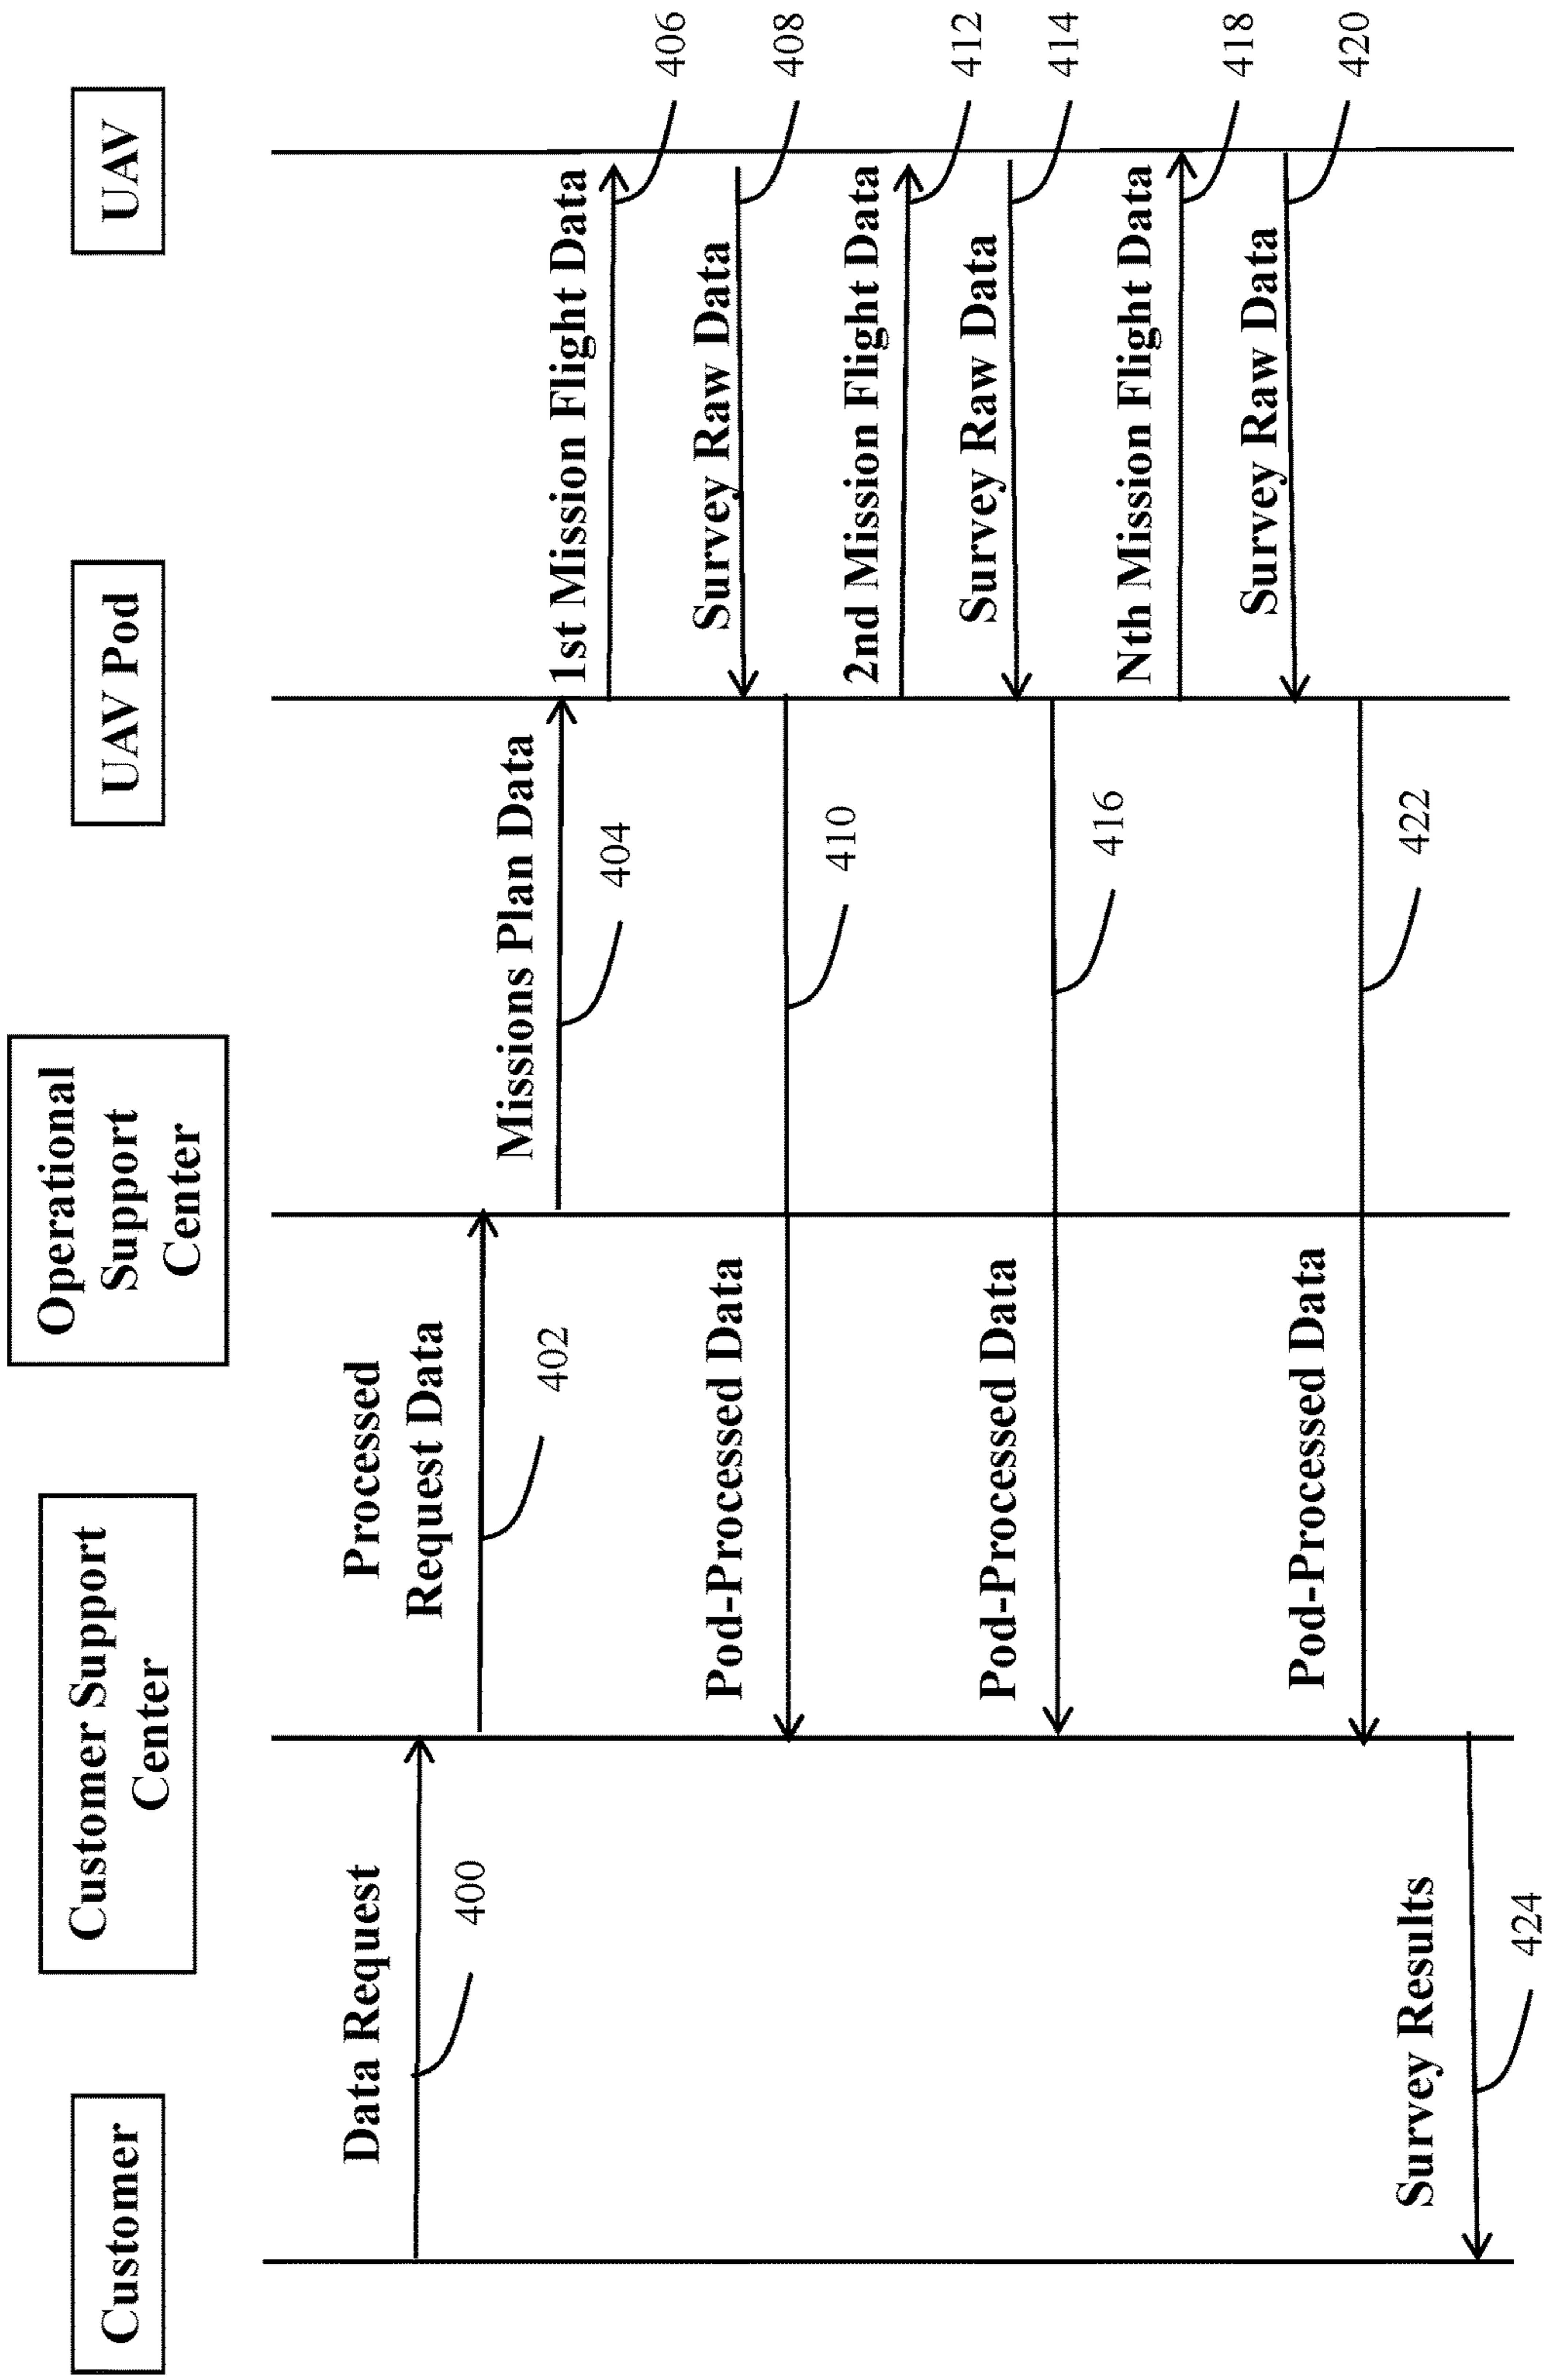 Customer
Customer Support
Center
Operational
Support
Center
UAV Pod
UAV
Data Request
400
Processed
Request Data
402
Missions Plan Data
404
1st Mission Flight Data
406
Survey Raw Data
408
Pod-Processed Data
410
2nd Mission Flight Data
412
Survey Raw Data
414
Pod-Processed Data
416
Nth Mission Flight Data
418
Survey Raw Data
420
Pod-Processed Data
422
Survey Results
424